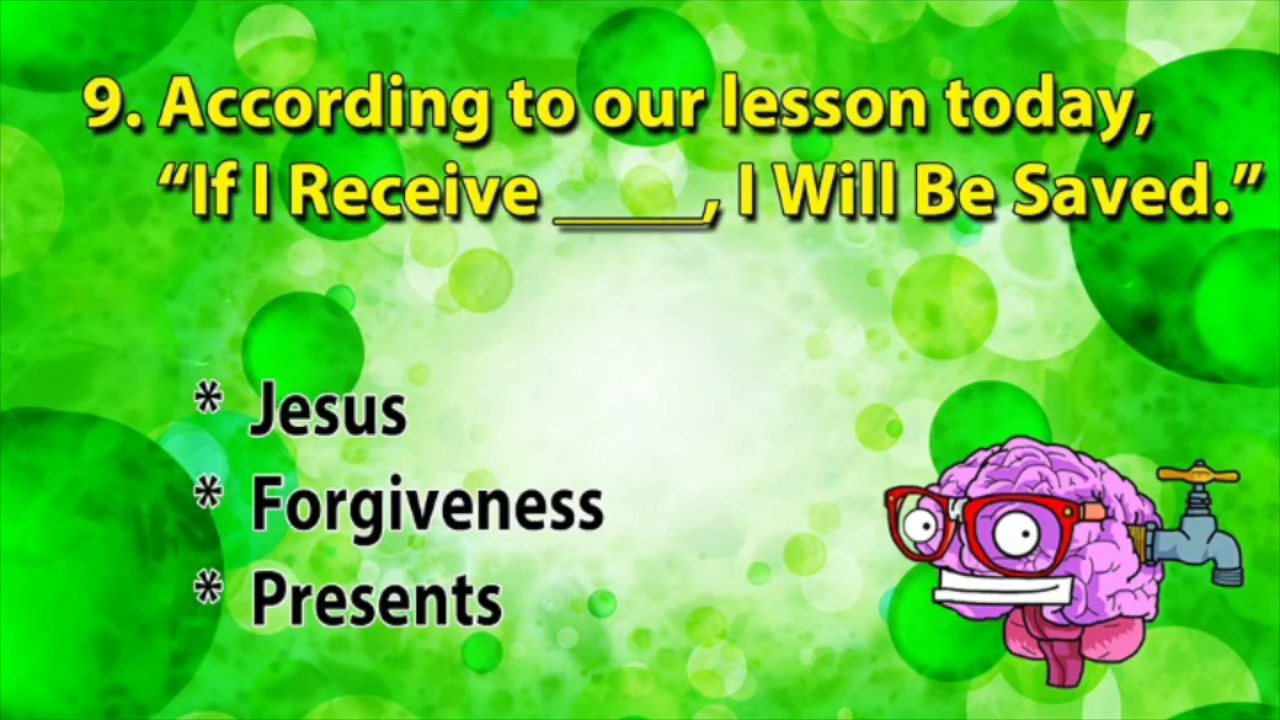 9. According to our lesson today,
“If I Receive ____, I Will Be Saved.”
* Jesus
* Forgiveness
* Presents